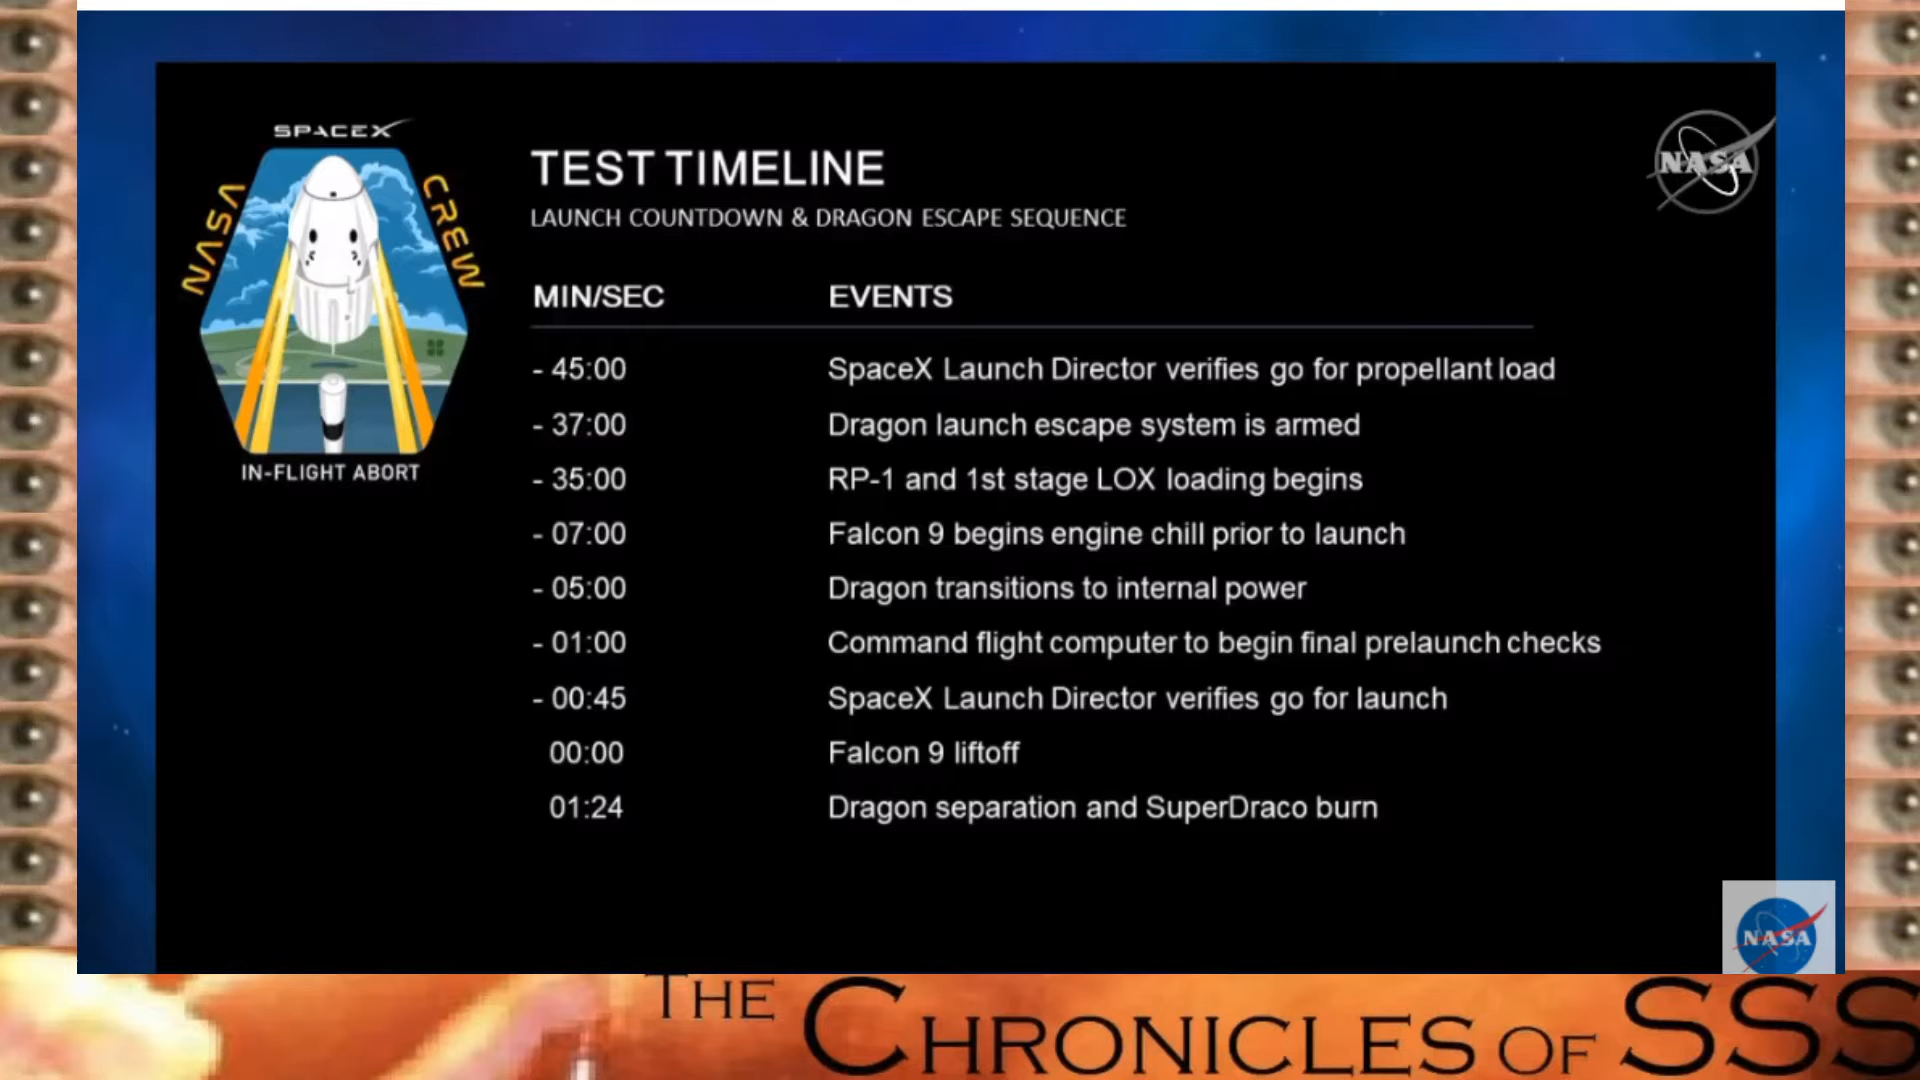 SPACEX
NASA
CREW
IN-FLIGHT ABORT
TEST TIMELINE
LAUNCH COUNTDOWN & DRAGON ESCAPE SEQUENCE
NASA
MIN/SEC EVENTS
- 45:00 SpaceX Launch Director verifies go for propellant load
- 37:00 Dragon launch escape system is armed
- 35:00 RP-1 and 1st stage LOX loading begins
- 07:00 Falcon 9 begins engine chill prior to launch
- 05:00 Dragon transitions to internal power
- 01:00 Command flight computer to begin final prelaunch checks
- 00:45 SpaceX Launch Director verifies go for launch
00:00 Falcon 9 liftoff
01:24 Dragon separation and SuperDraco burn
NASA
THE CHRONICLES OF SSS